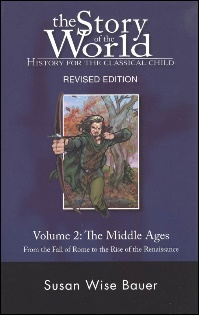 the Story
of the
World
HISTORY FOR THE CLASSICAL CHILD
REVISED EDITION
Volume 2: The Middle Ages
From the Fall of Rome to the Rise of the Renaissance
Susan Wise Bauer